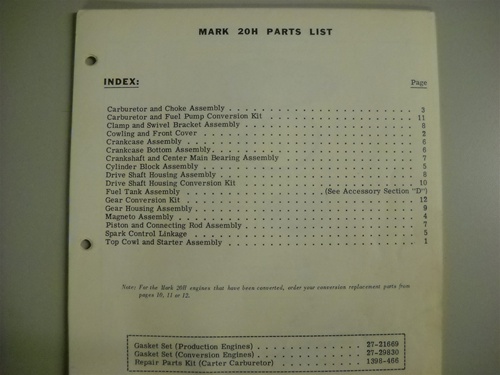 MARK 20H PARTS LIST
INDEX: Page
Carburetor and Choke Assembly . . . . . . . . . . . . . . . . . . . . 3
Carburetor and Fuel Pump Conversion Kit . . . . . . . . . . . . . . . . 11
Clamp and Swivel Bracket Assembly . . . . . . . . . . . . . . . . . . . 8
Cowling and Front Cover . . . . . . . . . . . . . . . . . . . . . . . 2
Crankcase Assembly . . . . . . . . . . . . . . . . . . . . . . . . . 6
Crankcase Bottom Assembly . . . . . . . . . . . . . . . . . . . . . . 6
Crankshaft and Center Main Bearing Assembly . . . . . . . . . . . . . . 7
Cylinder Block Assembly . . . . . . . . . . . . . . . . . . . . . . . 5
Drive Shaft Housing Assembly . . . . . . . . . . . . . . . . . . . . . 8
Drive Shaft Housing Conversion Kit . . . . . . . . . . . . . . . . . . 10
Fuel Tank Assembly . . . . . . . . . . . . . (See Accessory Section "D")
Gear Conversion Kit . . . . . . . . . . . . . . . . . . . . . . . . . 12
Gear Housing Assembly . . . . . . . . . . . . . . . . . . . . . . . . 9
Magneto Assembly . . . . . . . . . . . . . . . . . . . . . . . . . . 4
Piston and Connecting Rod Assembly . . . . . . . . . . . . . . . . . . 7
Spark Control Linkage . . . . . . . . . . . . . . . . . . . . . . . . 5
Top Cowl and Starter Assembly . . . . . . . . . . . . . . . . . . . . 1
Note: For the Mark 20H engines that have been converted, order your conversion replacement parts from
pages 10, 11 or 12.
Gasket Set (Production Engines) . . . . . . . . . . . . . 27-21669
Gasket Set (Conversion Engines) . . . . . . . . . . . . . 27-29830
Repair Parts Kit (Carter Carburetor) . . . . . . . . . . . 1398-466